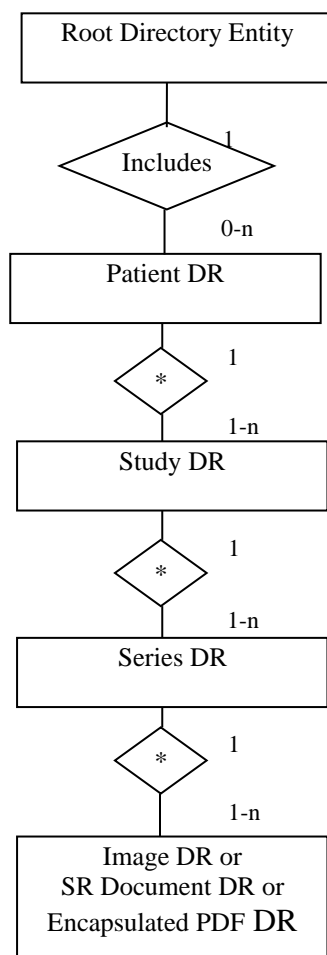 Root Directory Entity
1
Includes
0-n
Patient DR
1
*
1-n
Study DR
1
*
1-n
Series DR
1
*
1-n
Image DR or
SR Document DR or
Encapsulated PDF DR